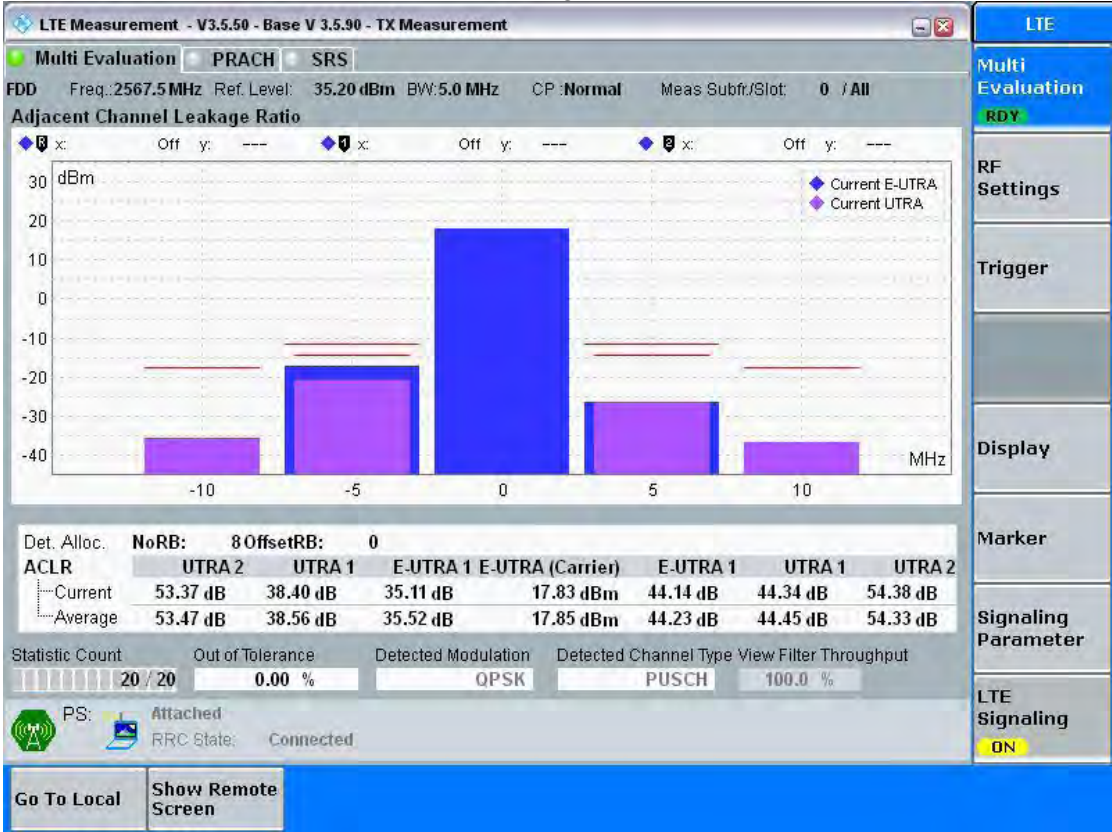 LTE Measurement - V3.5.50 - Base V 3.5.90 - TX Measurement
LTE
Multi Evaluation PRACH SRS
Multi
Evaluation
RDY
FDD Freq.:2567.5 MHz Ref. Level: 35.20 dBm BW:5.0 MHz CP :Normal Meas Subfr./Slot: 0 / All
Adjacent Channel Leakage Ratio
R x: Off y: --- 1 x: Off y: --- 2 x: Off y: ---
dBm
Current E-UTRA
Current UTRA
30
20
10
0
-10
-20
-30
-40
MHz
-10 -5 0 5 10
RF
Settings
Trigger
Display
Marker
Signaling
Parameter
LTE
Signaling
ON
Det. Alloc. NoRB: 8 OffsetRB: 0
ACLR UTRA 2 UTRA 1 E-UTRA 1 E-UTRA (Carrier) E-UTRA 1 UTRA 1 UTRA 2
Current 53.37 dB 38.40 dB 35.11 dB 17.83 dBm 44.14 dB 44.34 dB 54.38 dB
Average 53.47 dB 38.56 dB 35.52 dB 17.85 dBm 44.23 dB 44.45 dB 54.33 dB
Statistic Count Out of Tolerance Detected Modulation Detected Channel Type View Filter Throughput
20 / 20 0.00 % QPSK PUSCH 100.0 %
PS: Attached
RRC State: Connected
Go To Local
Show Remote
Screen